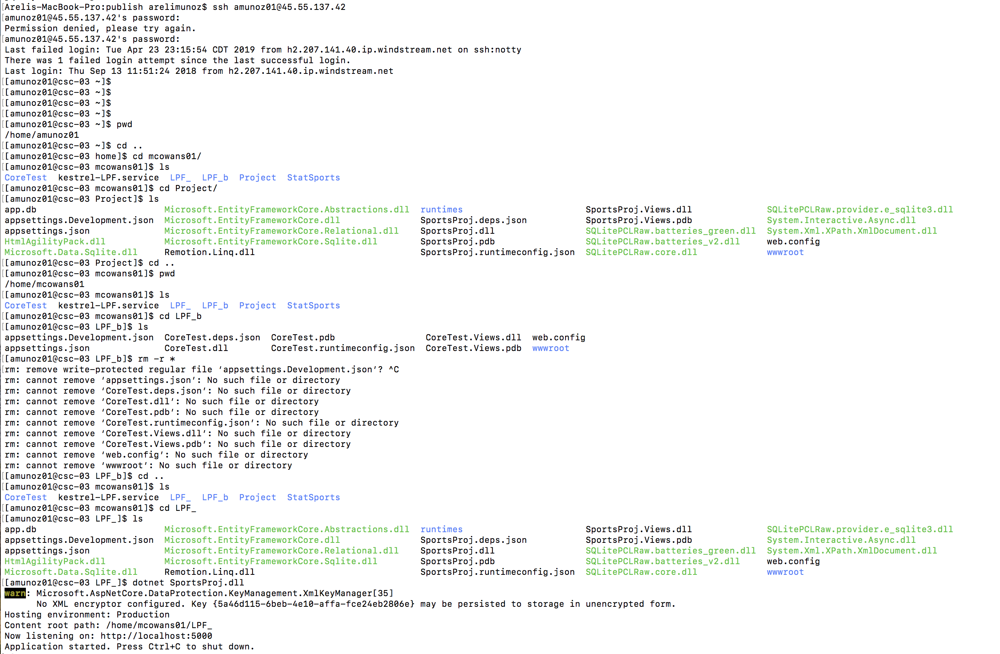 [Arelis-MacBook-Pro:publish arelimunoz$ ssh amunoz01@45.55.137.42
[amunoz01@45.55.137.42's password:
Permission denied, please try again.
[amunoz01@45.55.137.42's password:
Last failed login: Tue Apr 23 23:15:54 CDT 2019 from h2.207.141.40.ip.windstream.net on ssh:notty
There was 1 failed login attempt since the last successful login.
Last login: Thu Sep 13 11:51:24 2018 from h2.207.141.40.ip.windstream.net
[[amunoz01@csc-03 ~]$
[[amunoz01@csc-03 ~]$
[[amunoz01@csc-03 ~]$
[[amunoz01@csc-03 ~]$
[[amunoz01@csc-03 ~]$ pwd
/home/amunoz01
[[amunoz01@csc-03 ~]$ cd ..
[[amunoz01@csc-03 home]$ cd mcowans01/
[[amunoz01@csc-03 mcowans01]$ ls
CoreTest  kestrel-LPF.service  LPF_  LPF_b  Project  StatSports
[[amunoz01@csc-03 mcowans01]$ cd Project/
[[amunoz01@csc-03 Project]$ ls
app.db                        Microsoft.EntityFrameworkCore.Abstractions.dll  runtimes                       SportsProj.Views.dll              SQLitePCLRaw.provider.e_sqlite3.dll
appsettings.Development.json  Microsoft.EntityFrameworkCore.dll               SportsProj.deps.json           SportsProj.Views.pdb              System.Interactive.Async.dll
appsettings.json              Microsoft.EntityFrameworkCore.Relational.dll    SportsProj.dll                 SQLitePCLRaw.batteries_green.dll  System.Xml.XPath.XmlDocument.dll
HtmlAgilityPack.dll           Microsoft.EntityFrameworkCore.Sqlite.dll        SportsProj.pdb                 SQLitePCLRaw.batteries_v2.dll     web.config
Microsoft.Data.Sqlite.dll     Remotion.Linq.dll                               SportsProj.runtimeconfig.json  SQLitePCLRaw.core.dll             wwwroot
[[amunoz01@csc-03 Project]$ cd ..
[[amunoz01@csc-03 mcowans01]$ pwd
/home/mcowans01
[[amunoz01@csc-03 mcowans01]$ ls
CoreTest  kestrel-LPF.service  LPF_  LPF_b  Project  StatSports
[[amunoz01@csc-03 mcowans01]$ cd LPF_b
[[amunoz01@csc-03 LPF_b]$ ls
appsettings.Development.json  CoreTest.deps.json  CoreTest.pdb                 CoreTest.Views.dll  web.config
appsettings.json              CoreTest.dll        CoreTest.runtimeconfig.json  CoreTest.Views.pdb  wwwroot
[[amunoz01@csc-03 LPF_b]$ rm -r *
[rm: remove write-protected regular file ‘appsettings.Development.json’? ^C
rm: cannot remove ‘appsettings.json’: No such file or directory
rm: cannot remove ‘CoreTest.deps.json’: No such file or directory
rm: cannot remove ‘CoreTest.dll’: No such file or directory
rm: cannot remove ‘CoreTest.pdb’: No such file or directory
rm: cannot remove ‘CoreTest.runtimeconfig.json’: No such file or directory
rm: cannot remove ‘CoreTest.Views.dll’: No such file or directory
rm: cannot remove ‘CoreTest.Views.pdb’: No such file or directory
rm: cannot remove ‘web.config’: No such file or directory
rm: cannot remove ‘wwwroot’: No such file or directory
[[amunoz01@csc-03 LPF_b]$ cd ..
[[amunoz01@csc-03 mcowans01]$ ls
CoreTest  kestrel-LPF.service  LPF_  LPF_b  Project  StatSports
[[amunoz01@csc-03 mcowans01]$ cd LPF_
[[amunoz01@csc-03 LPF_]$ ls
app.db                        Microsoft.EntityFrameworkCore.Abstractions.dll  runtimes                       SportsProj.Views.dll              SQLitePCLRaw.provider.e_sqlite3.dll
appsettings.Development.json  Microsoft.EntityFrameworkCore.dll               SportsProj.deps.json           SportsProj.Views.pdb              System.Interactive.Async.dll
appsettings.json              Microsoft.EntityFrameworkCore.Relational.dll    SportsProj.dll                 SQLitePCLRaw.batteries_green.dll  System.Xml.XPath.XmlDocument.dll
HtmlAgilityPack.dll           Microsoft.EntityFrameworkCore.Sqlite.dll        SportsProj.pdb                 SQLitePCLRaw.batteries_v2.dll     web.config
Microsoft.Data.Sqlite.dll     Remotion.Linq.dll                               SportsProj.runtimeconfig.json  SQLitePCLRaw.core.dll             wwwroot
[[amunoz01@csc-03 LPF_]$ dotnet SportsProj.dll
warn: Microsoft.AspNetCore.DataProtection.KeyManagement.XmlKeyManager[35]
      No XML encryptor configured. Key {5a46d115-6beb-4e10-affa-fce24eb2806e} may be persisted to storage in unencrypted form.
Hosting environment: Production
Content root path: /home/mcowans01/LPF_
Now listening on: http://localhost:5000
Application started. Press Ctrl+C to shut down.